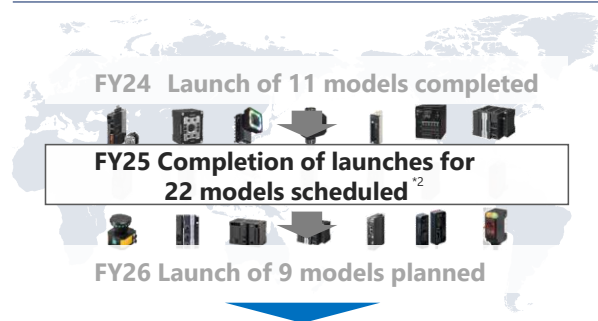 FY24 Launch of 11 models completed
FY25 Completion of launches for
22 models scheduled *2
FY26 Launch of 9 models planned